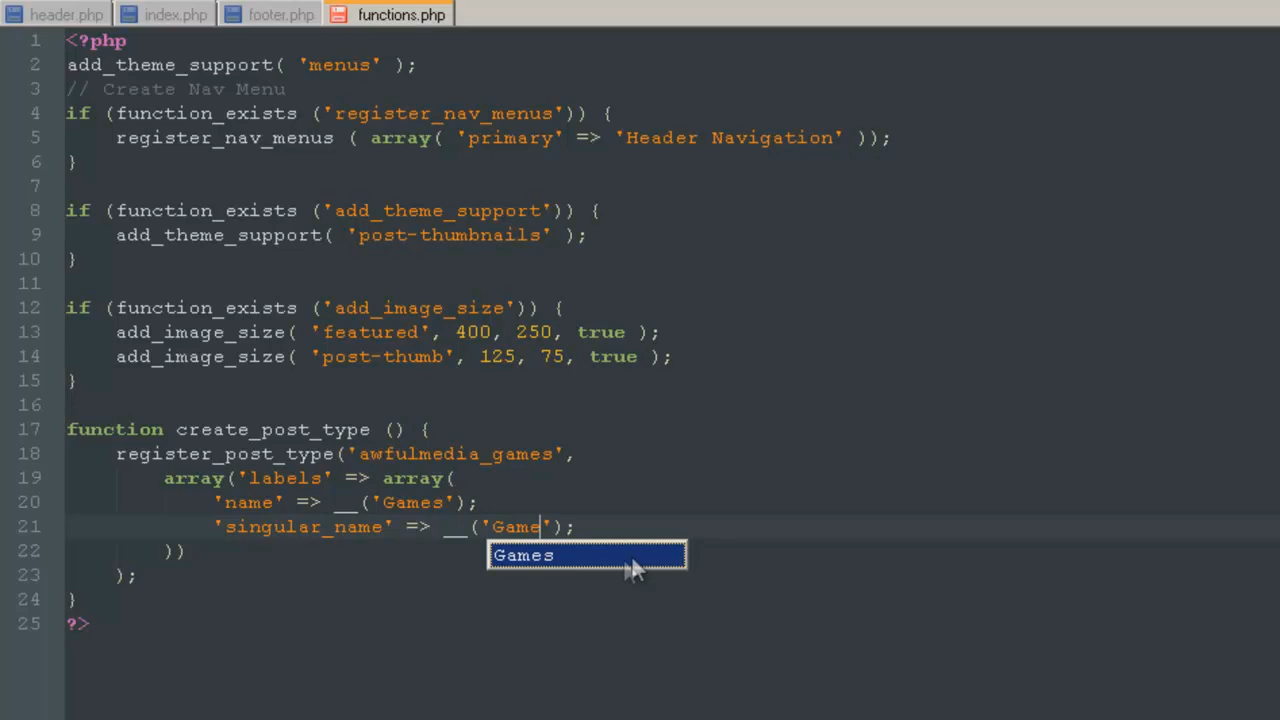 header.php index.php footer.php functions.php
1 <?php
2 add_theme_support( 'menus' );
3 // Create Nav Menu
4 if (function_exists ('register_nav_menus')) {
5 register_nav_menus ( array( 'primary' => 'Header Navigation' ));
6 }
7
8 if (function_exists ('add_theme_support')) {
9 add_theme_support( 'post-thumbnails' );
10 }
11
12 if (function_exists ('add_image_size')) {
13 add_image_size( 'featured', 400, 250, true );
14 add_image_size( 'post-thumb', 125, 75, true );
15 }
16
17 function create_post_type () {
18 register_post_type('awfulmedia_games',
19 array('labels' => array(
20 'name' => __('Games');
21 'singular_name' => __('Game');
22 ))
Games
23 );
24 }
25 ?>